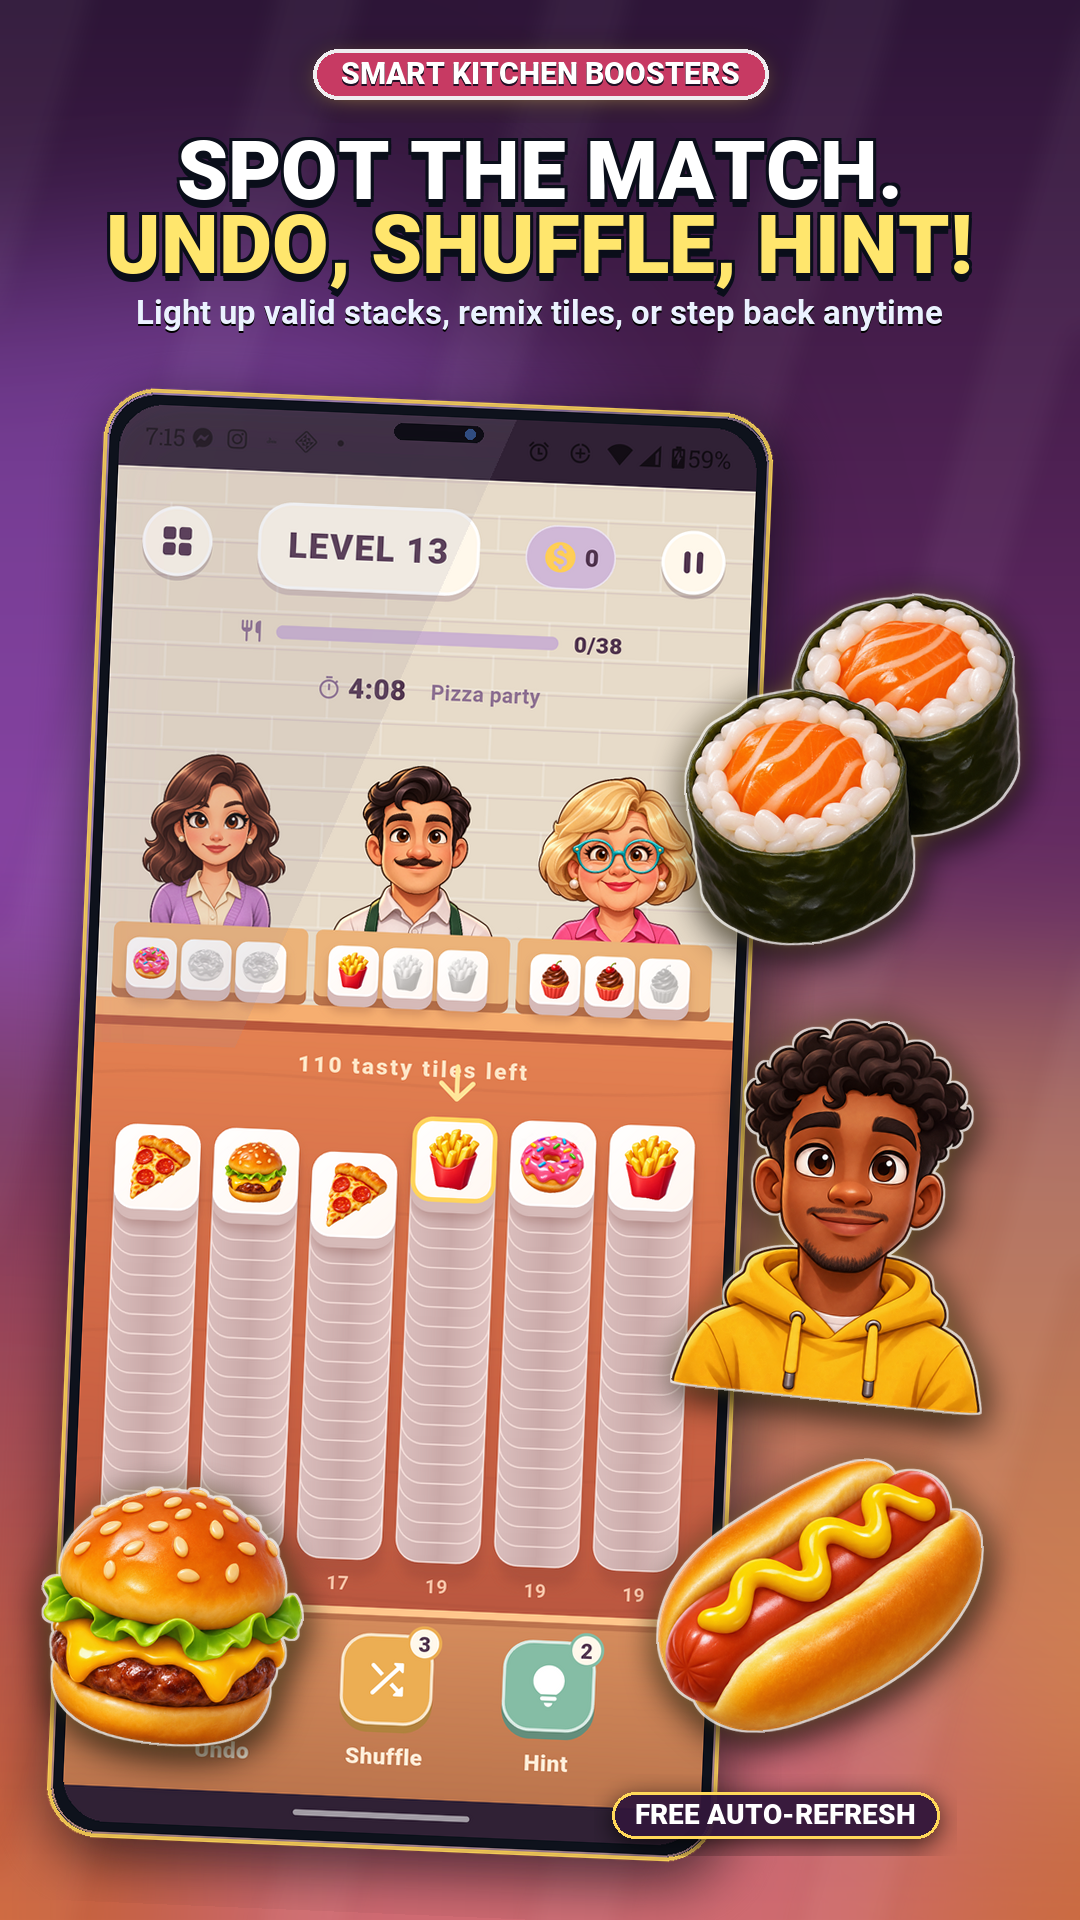 SMART KITCHEN BOOSTERS
SPOT THE MATCH.
UNDO, SHUFFLE, HINT!
Light up valid stacks, remix tiles, or step back anytime
7:15
59%
LEVEL 13
0
0/38
4:08 Pizza party
110 tasty tiles left
17 19 19 19
3 2
Undo Shuffle Hint
FREE AUTO-REFRESH